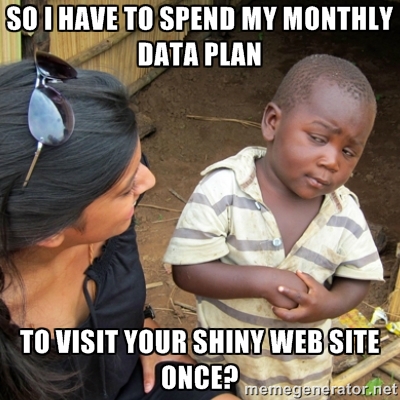 SO I HAVE TO SPEND MY MONTHLY
DATA PLAN
TO VISIT YOUR SHINY WEB SITE
ONCE?
memegenerator.net